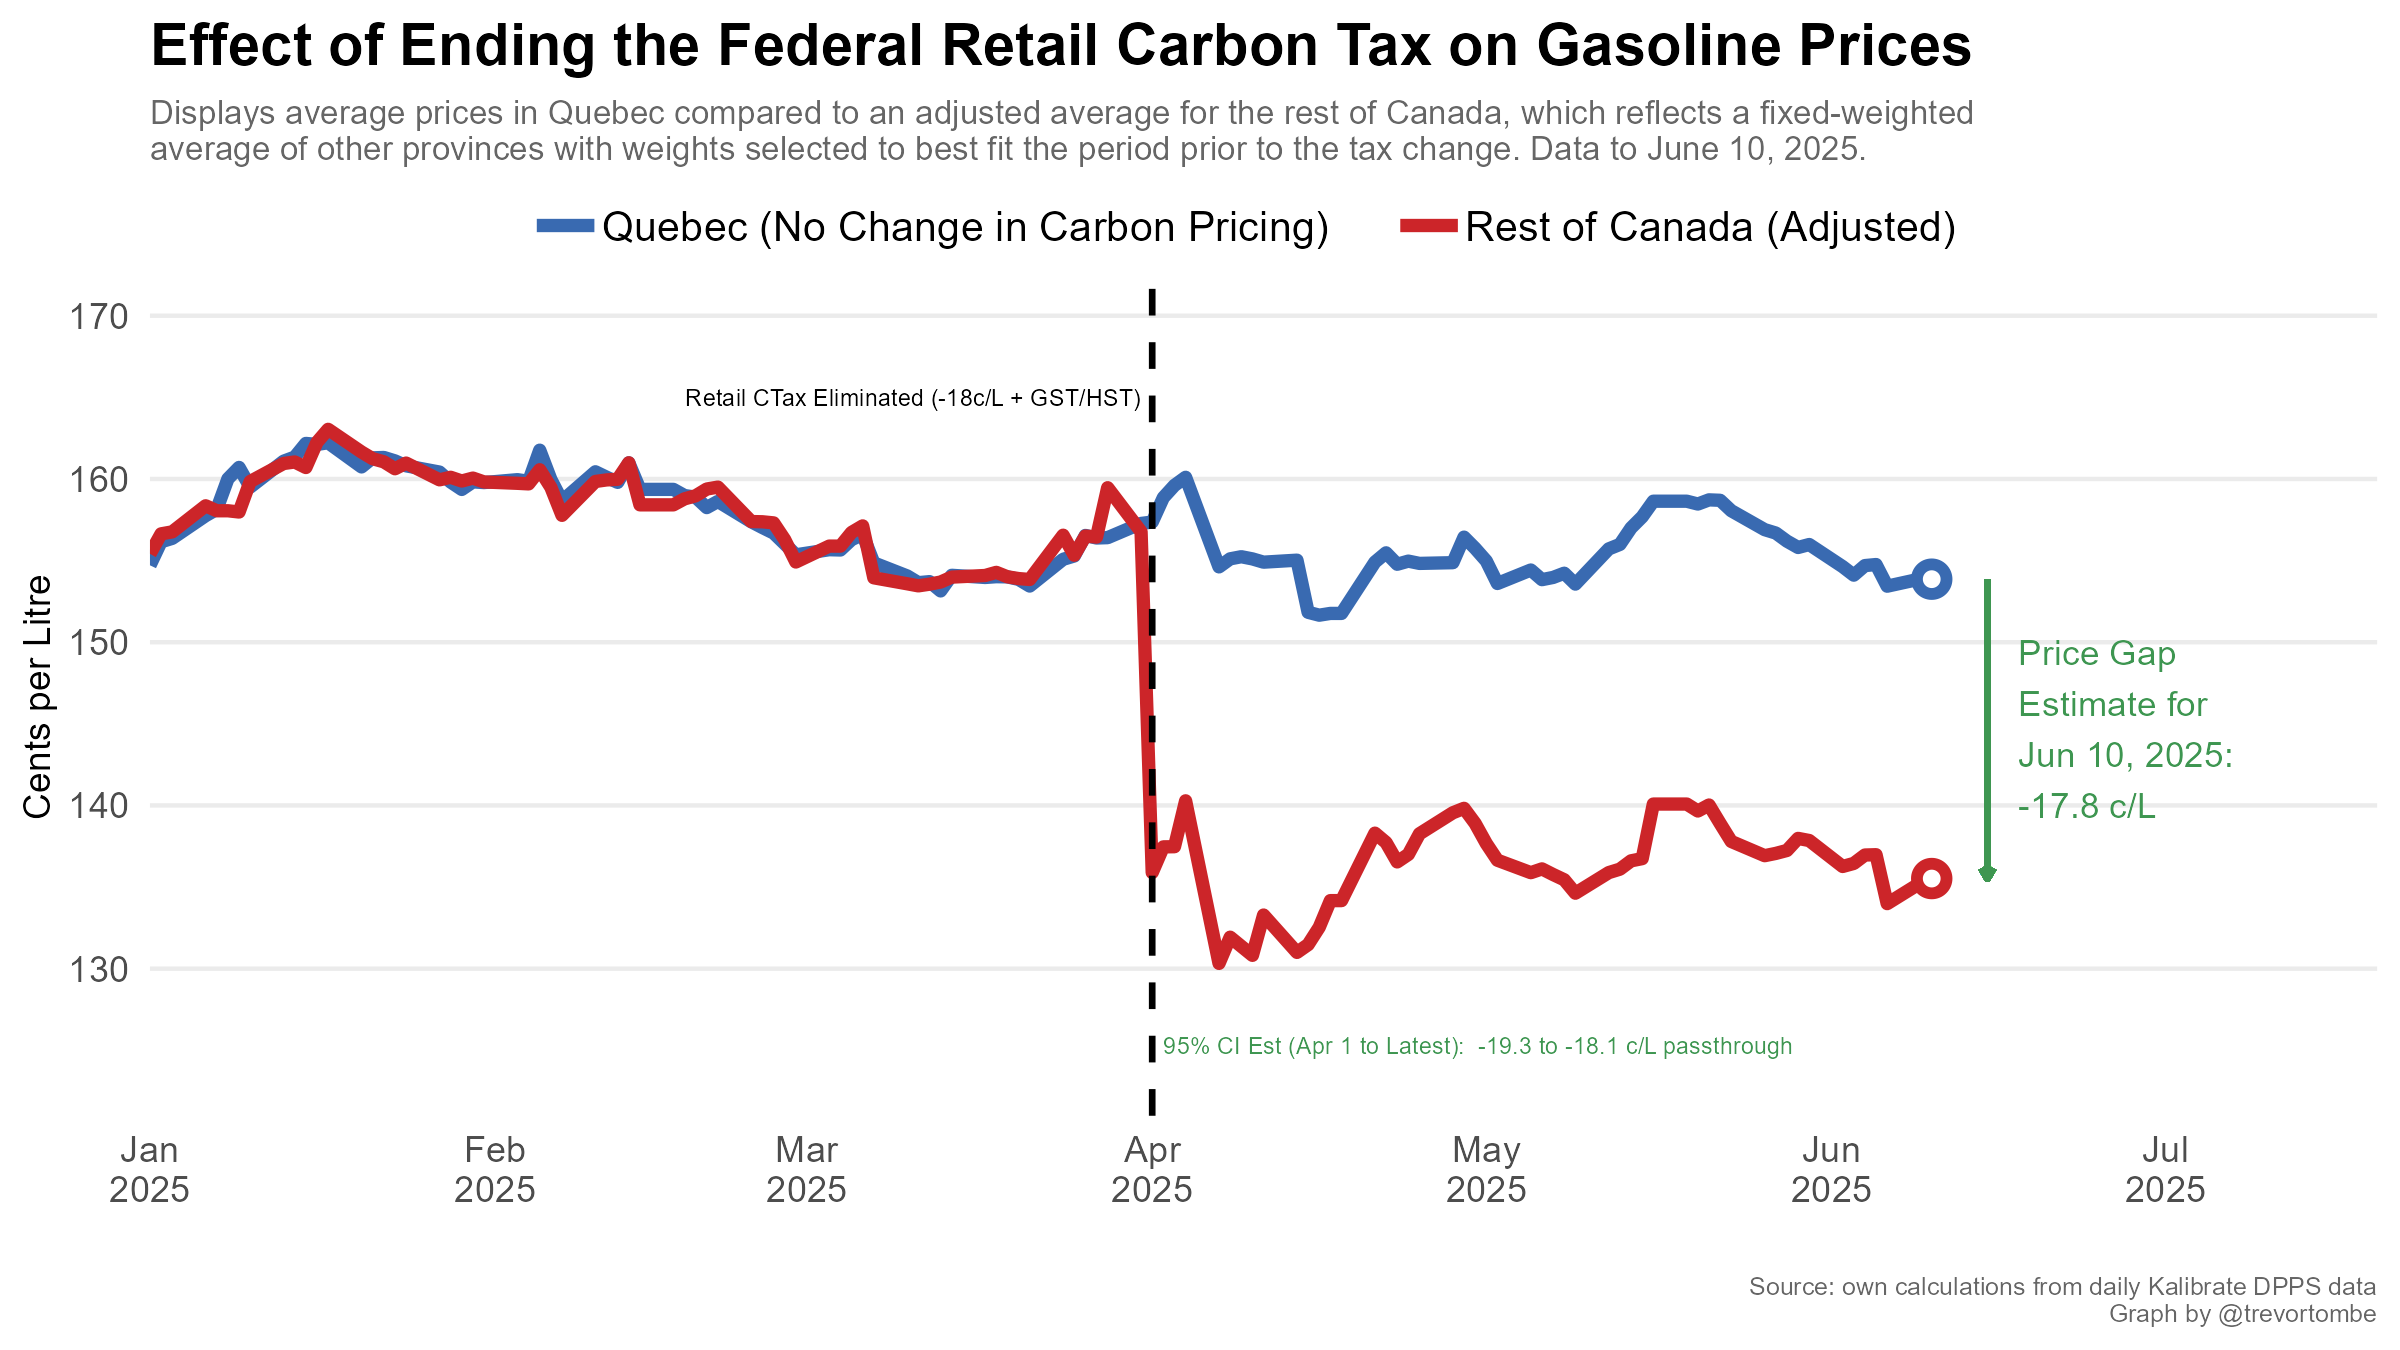 Effect of Ending the Federal Retail Carbon Tax on Gasoline Prices
Displays average prices in Quebec compared to an adjusted average for the rest of Canada, which reflects a fixed-weighted
average of other provinces with weights selected to best fit the period prior to the tax change. Data to June 10, 2025.
Quebec (No Change in Carbon Pricing)
Rest of Canada (Adjusted)
Cents per Litre
170
160
150
140
130
Retail CTax Eliminated (-18c/L + GST/HST)
Price Gap
Estimate for
Jun 10, 2025:
-17.8 c/L
95% CI Est (Apr 1 to Latest):  -19.3 to -18.1 c/L passthrough
Jan
2025
Feb
2025
Mar
2025
Apr
2025
May
2025
Jun
2025
Jul
2025
Source: own calculations from daily Kalibrate DPPS data
Graph by @trevortombe